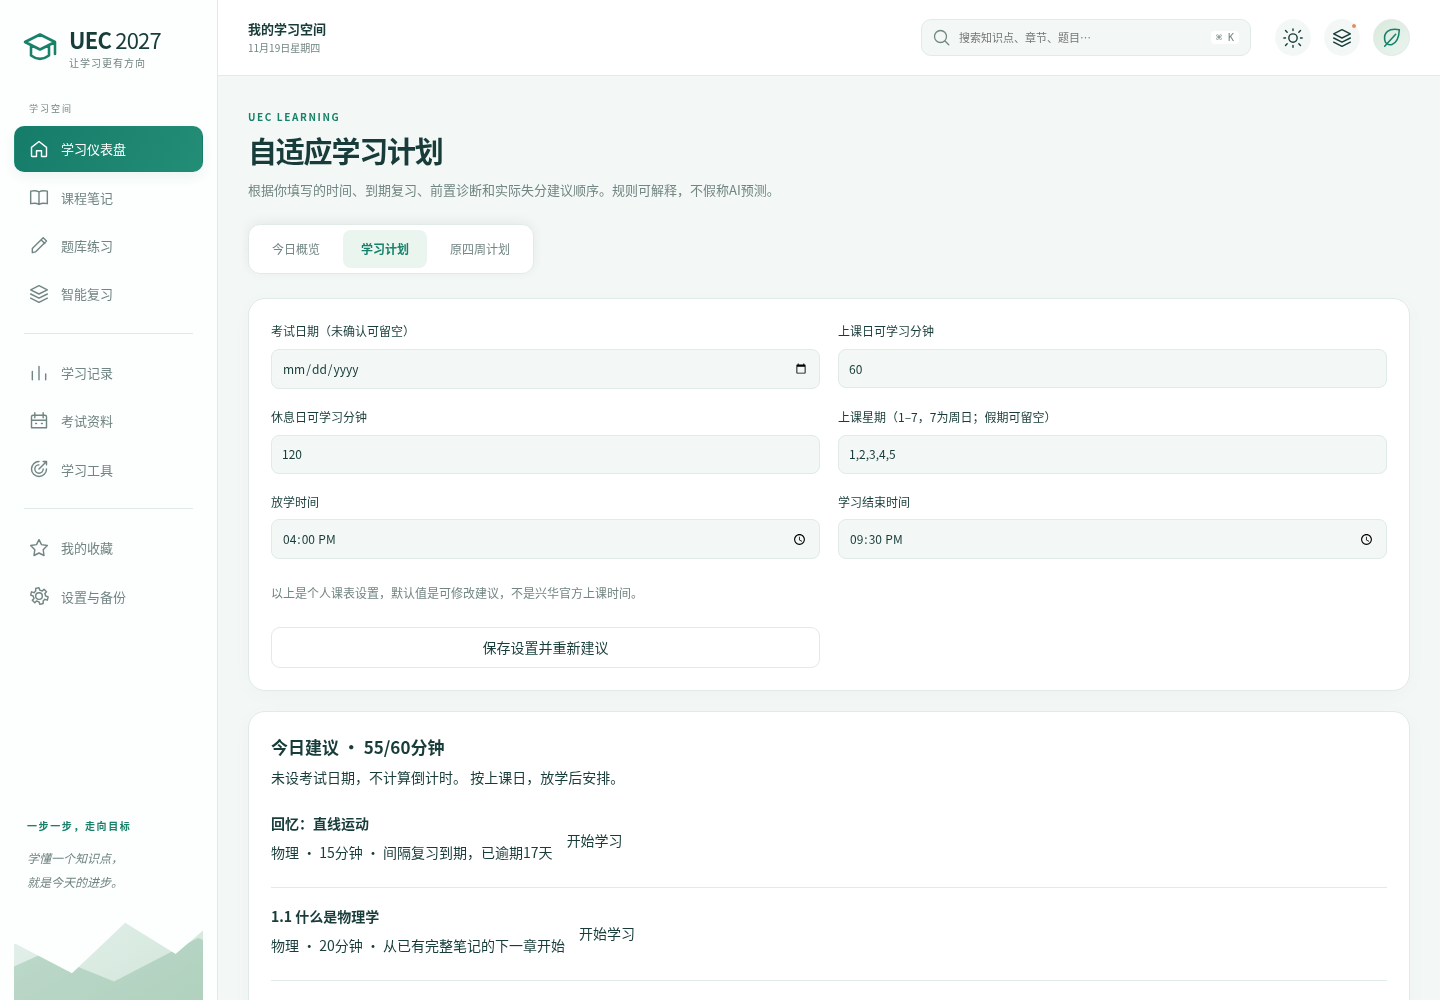 UEC 2027
让学习更有方向
学习空间
学习仪表盘
课程笔记
题库练习
智能复习
学习记录
考试资料
学习工具
我的收藏
设置与备份
一步一步，走向目标
学懂一个知识点，
就是今天的进步。
我的学习空间
11月19日星期四
搜索知识点、章节、题目…
⌘ K
UEC LEARNING
自适应学习计划
根据你填写的时间、到期复习、前置诊断和实际失分建议顺序。规则可解释，不假称AI预测。
今日概览
学习计划
原四周计划
考试日期（未确认可留空）
上课日可学习分钟
mm/dd/yyyy
60
休息日可学习分钟
上课星期（1–7，7为周日；假期可留空）
120
1,2,3,4,5
放学时间
学习结束时间
04:00 PM
09:30 PM
以上是个人课表设置，默认值是可修改建议，不是兴华官方上课时间。
保存设置并重新建议
今日建议 · 55/60分钟
未设考试日期，不计算倒计时。 按上课日，放学后安排。
回忆：直线运动
物理 · 15分钟 · 间隔复习到期，已逾期17天
开始学习
1.1 什么是物理学
物理 · 20分钟 · 从已有完整笔记的下一章开始
开始学习